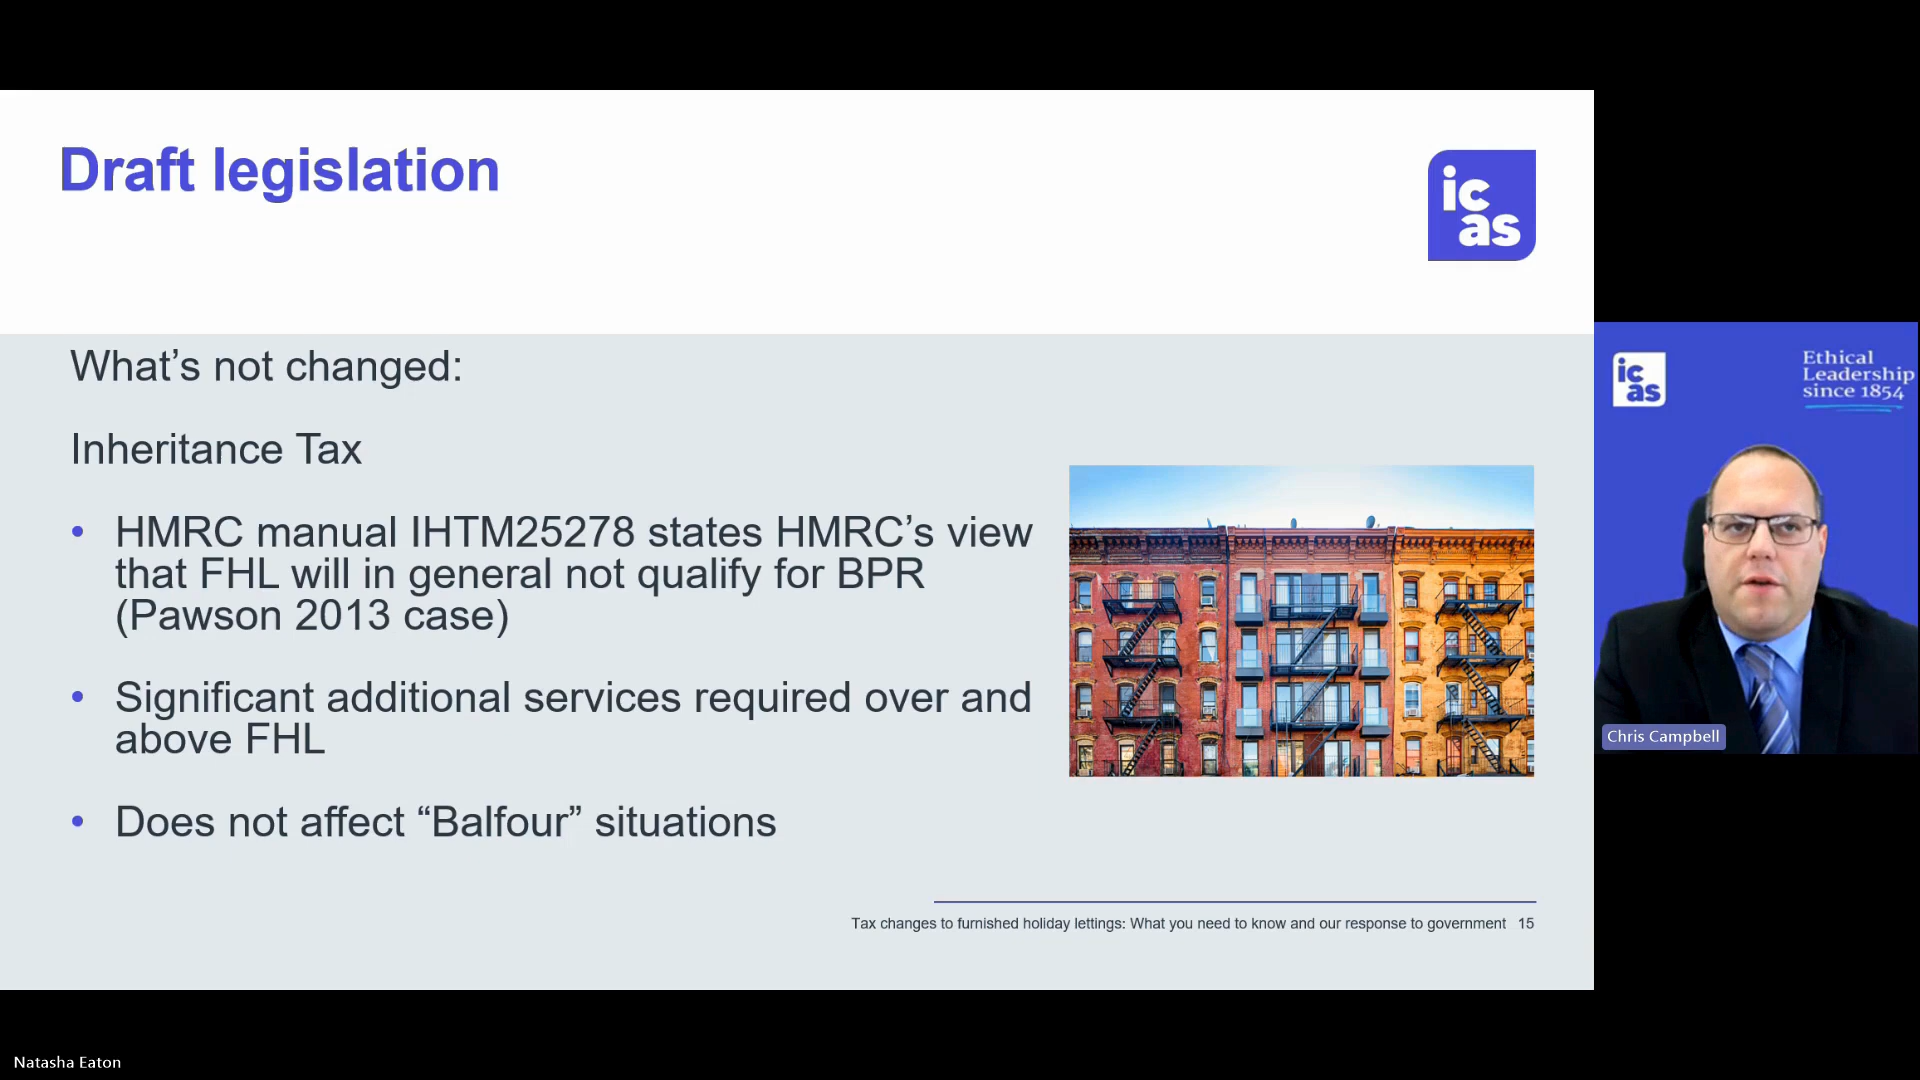 Draft legislation
ic
as
What’s not changed:
Inheritance Tax
• HMRC manual IHTM25278 states HMRC’s view
that FHL will in general not qualify for BPR
(Pawson 2013 case)
• Significant additional services required over and
above FHL
• Does not affect “Balfour” situations
Tax changes to furnished holiday lettings: What you need to know and our response to government 15
ic
as
Ethical
Leadership
since 1854
Chris Campbell
Natasha Eaton